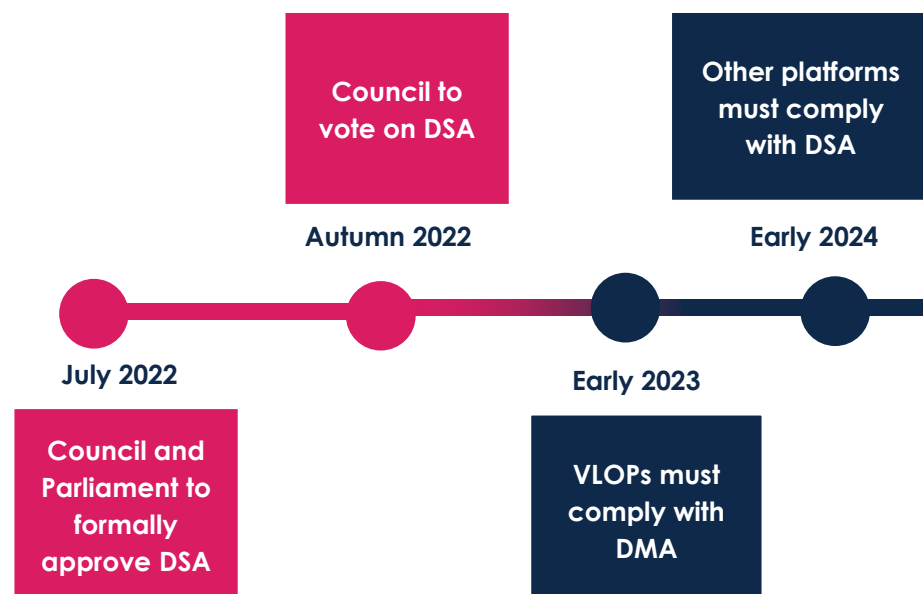 Council to
vote on DSA
Other platforms
must comply
with DSA
Autumn 2022
Early 2024
July 2022
Early 2023
Council and
Parliament to
formally
approve DSA
VLOPs must
comply with
DMA